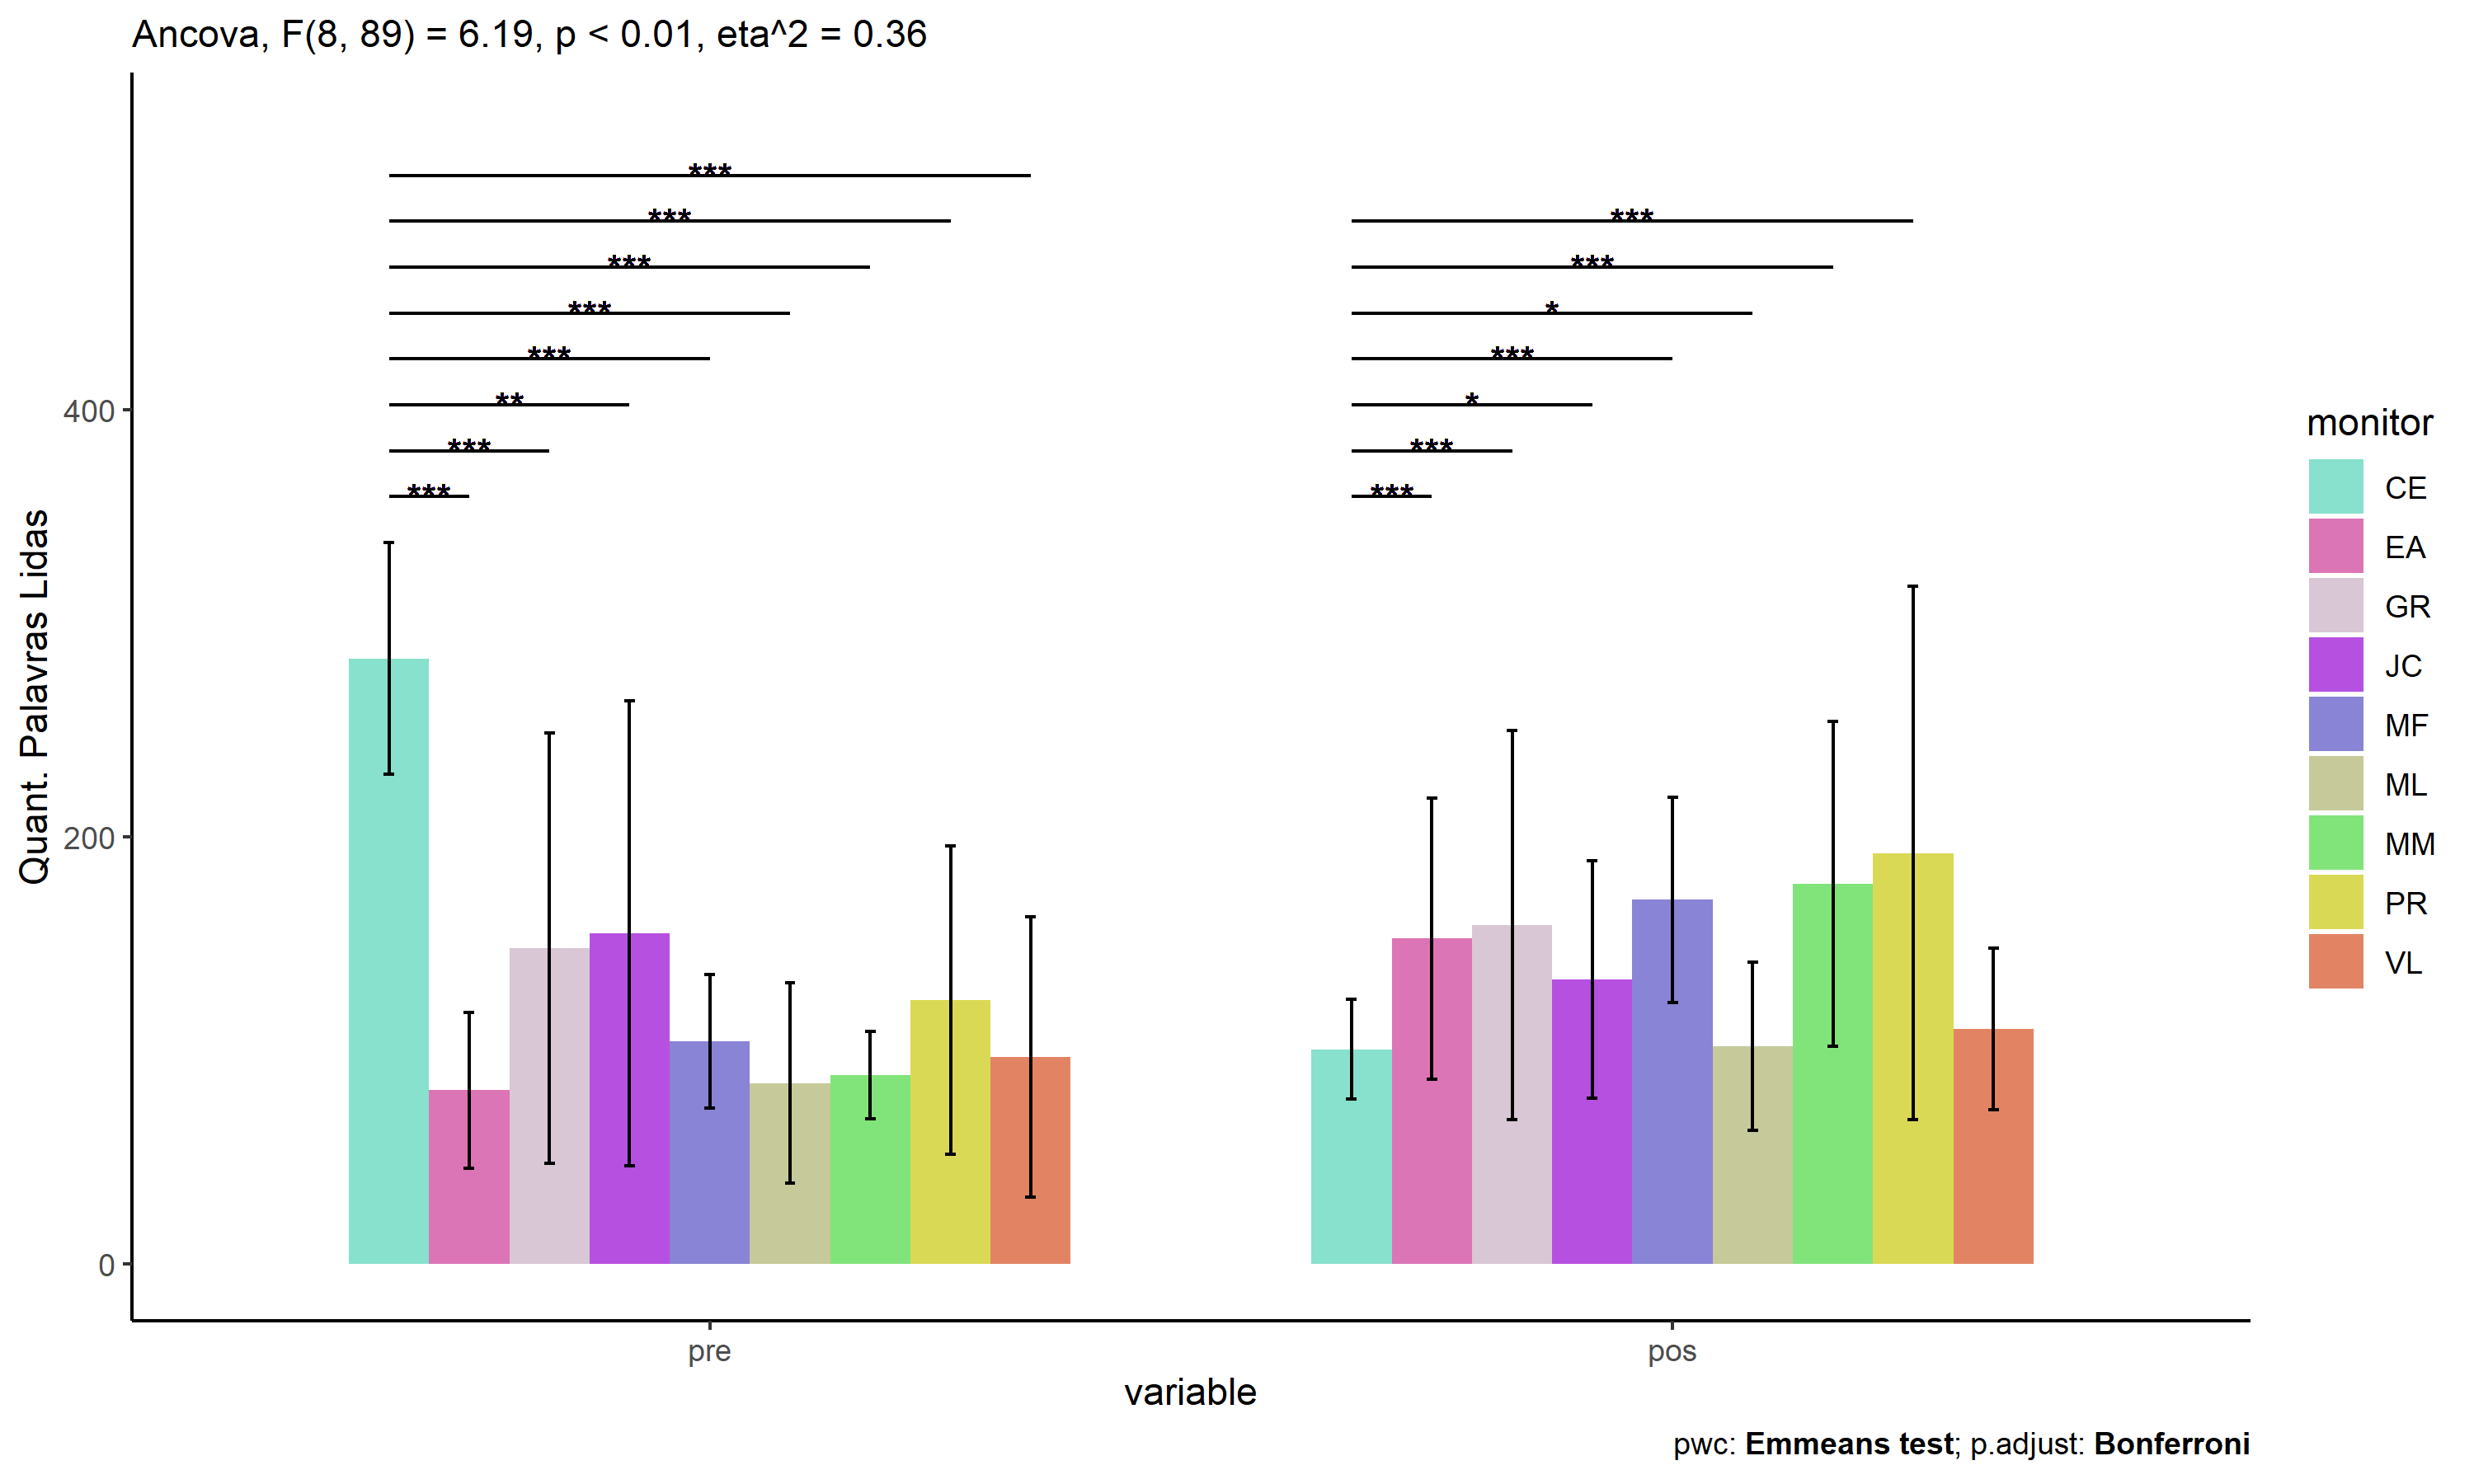 Ancova, F(8, 89) = 6.19, p < 0.01, eta^2 = 0.36
***
***
***
***
***
**
***
***
***
***
*
***
*
***
***
Quant. Palavras Lidas
400
200
0
pre
pos
variable
monitor
CE
EA
GR
JC
MF
ML
MM
PR
VL
pwc: Emmeans test; p.adjust: Bonferroni